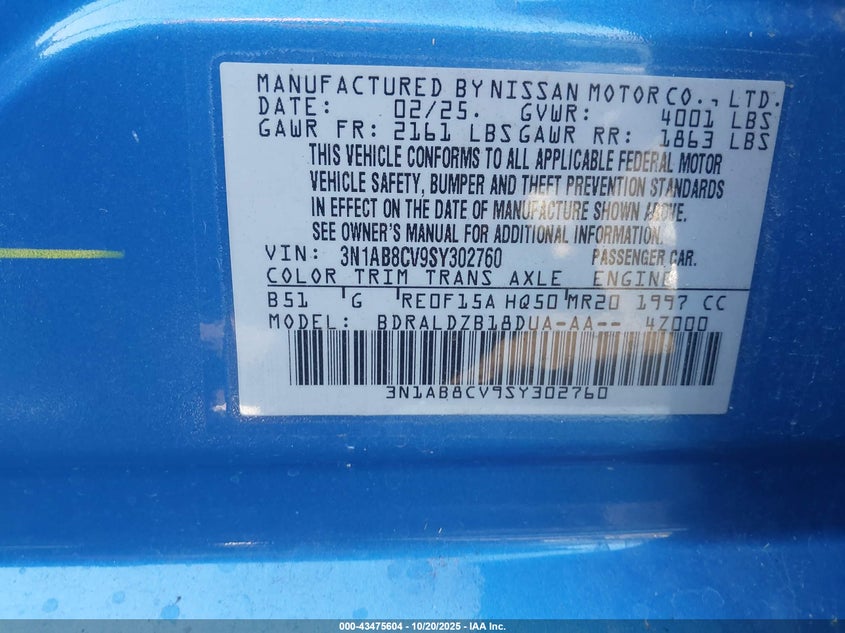 MANUFACTURED BY NISSAN MOTOR CO., LTD.
DATE: 02/25. GVWR: 4001 LBS
GAWR FR: 2161 LBS GAWR RR: 1863 LBS
THIS VEHICLE CONFORMS TO ALL APPLICABLE FEDERAL MOTOR
VEHICLE SAFETY, BUMPER AND THEFT PREVENTION STANDARDS
IN EFFECT ON THE DATE OF MANUFACTURE SHOWN ABOVE.
SEE OWNER'S MANUAL FOR ADDITIONAL INFORMATION.
VIN: 3N1AB8CV9SY302760 PASSENGER CAR.
COLOR TRIM TRANS AXLE ENGINE
B51 G RE0F15A HQ50 MR20 1997 CC
MODEL: BDRALDZB18DUA-AA-- 4Z000
3N1AB8CV9SY302760
000-43475604 | 10/20/2025 - IAA Inc.